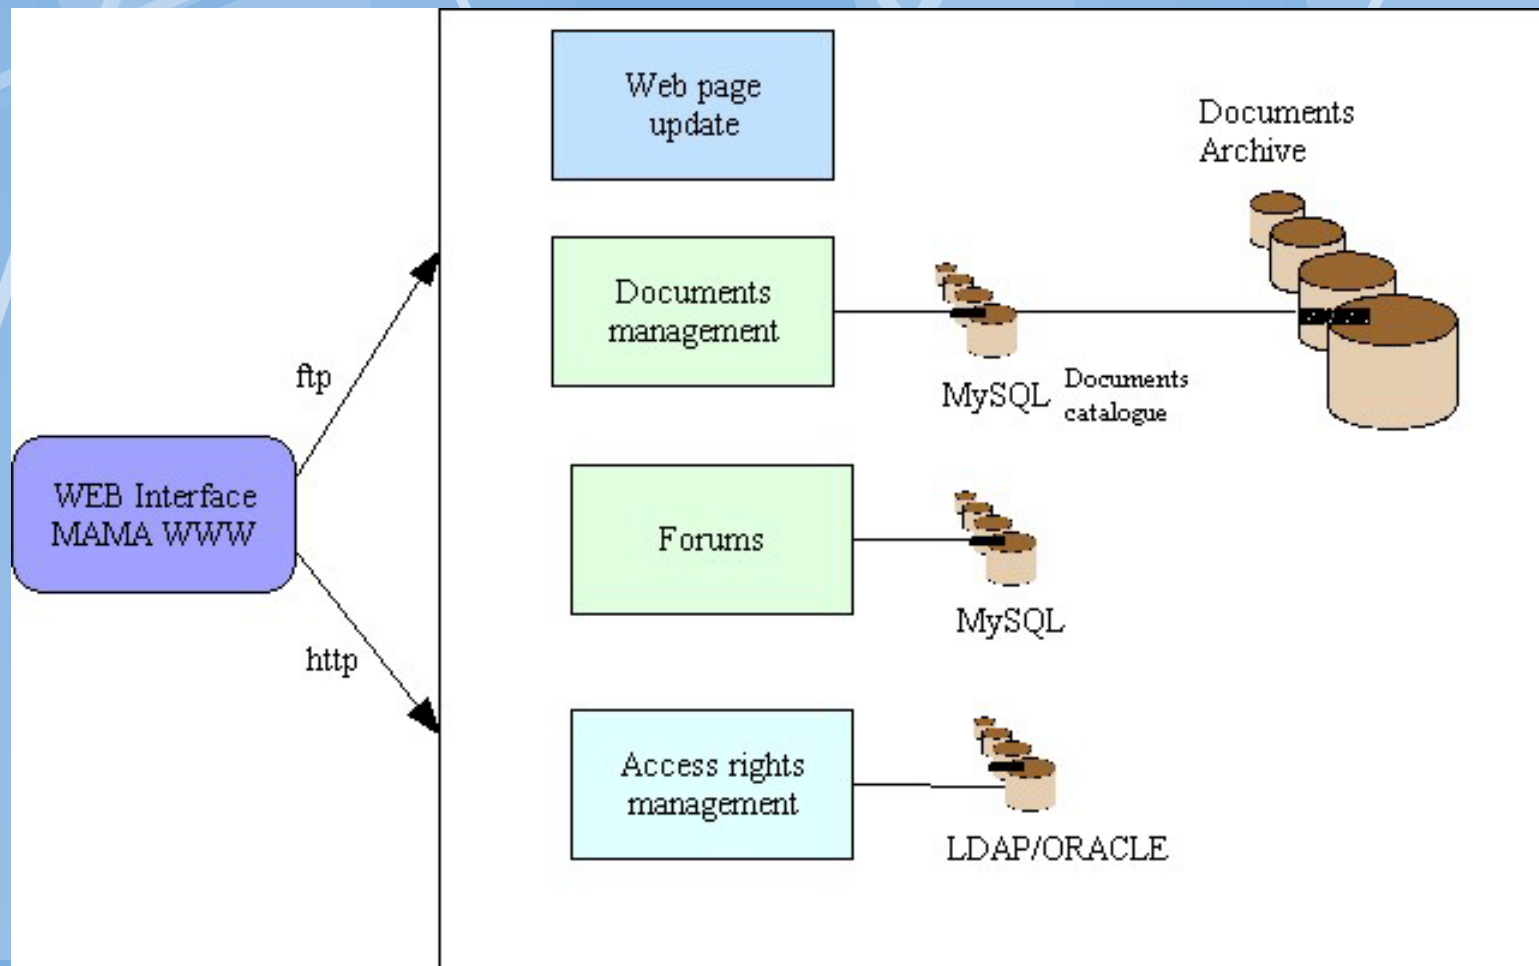 Web page
update
Documents
Archive
Documents
management
MySQL
Documents
catalogue
ftp
WEB Interface
MAMA WWW
Forums
MySQL
http
Access rights
management
LDAP/ORACLE